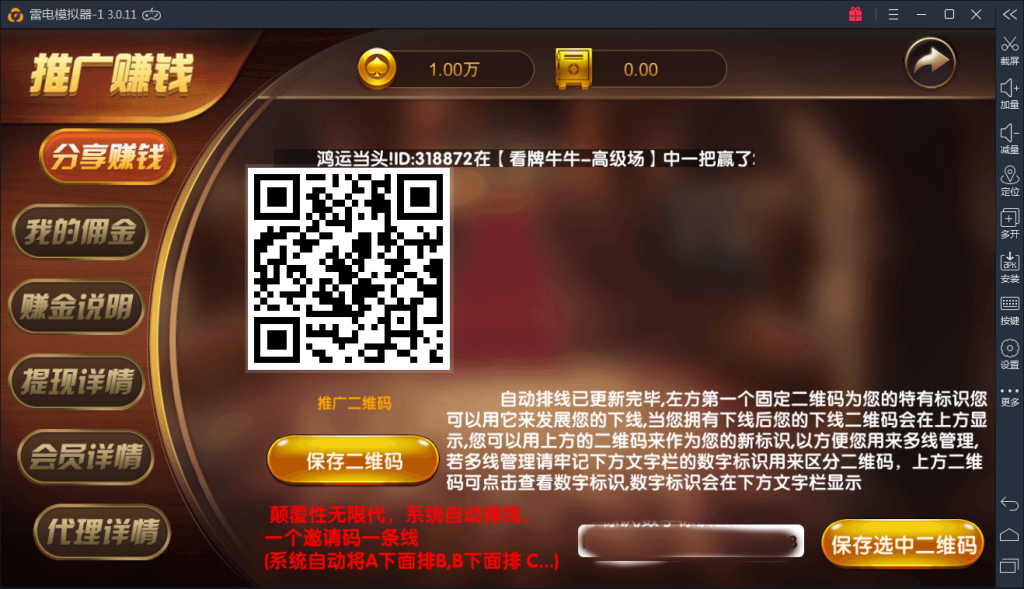 雷电模拟器-1 3.0.11
推广赚钱
1.00万
0.00
分享赚钱
我的佣金
赚金说明
提现详情
会员详情
代理详情
鸿运当头!ID:318872在【看牌牛牛-高级场】中一把赢了
推广二维码
保存二维码
自动排线已更新完毕,左方第一个固定二维码为您的特有标识您
可以用它来发展您的下线,当您拥有下线后您的下线二维码会在上方显
示,您可以用上方的二维码来作为您的新标识,以方便您用来多线管理,
若多线管理请牢记下方文字栏的数字标识用来区分二维码，上方二维
码可点击查看数字标识,数字标识会在下方文字栏显示
颠覆性无限代，系统自动排线，
一个邀请码一条线
(系统自动将A下面排B,B下面排 C...)
3
保存选中二维码
截屏
加量
减量
定位
多开
APK
安装
按键
设置
更多